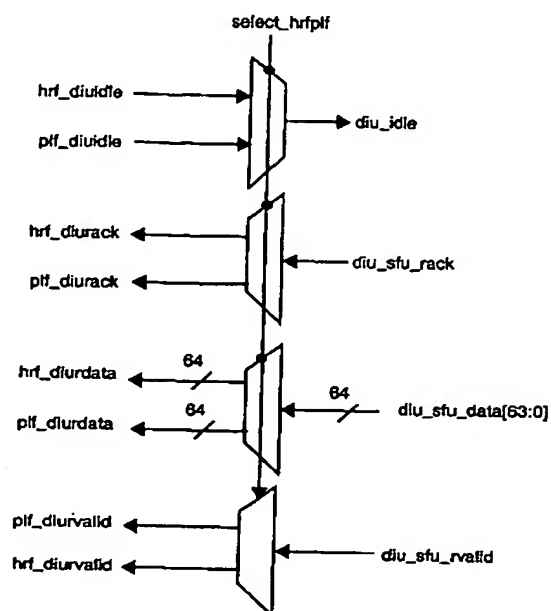 select_hrfplf
hrf_diuidle
plf_diuidle
diu_idle
hrf_diurack
plf_diurack
diu_sfu_rack
64
hrf_diurdata
64
plf_diurdata
64
diu_sfu_data[63:0]
plf_diurvalid
hrf_diurvalid
diu_sfu_rvalid